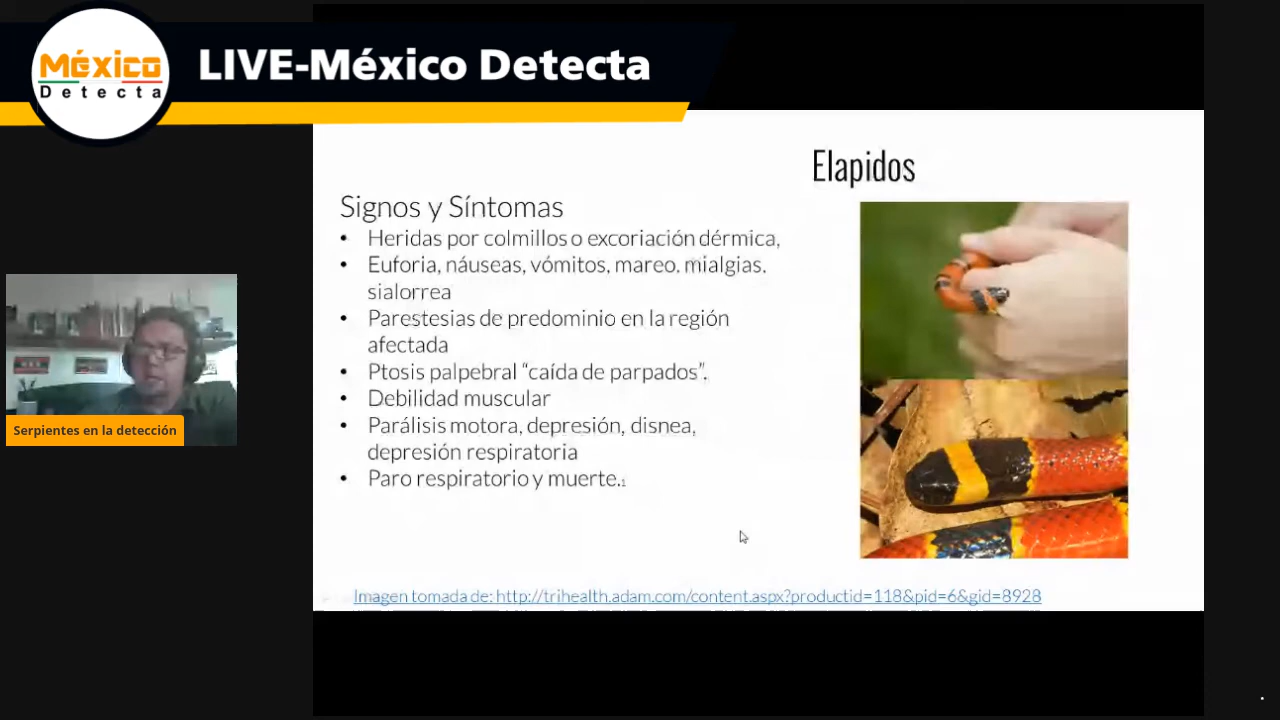 México
Detecta
LIVE-México Detecta
Elapidos
Signos y Síntomas
• Heridas por colmillos o excoriación dérmica,
• Euforia, náuseas, vómitos, mareo. mialgias,
sialorrea
• Parestesias de predominio en la región
afectada
• Ptosis palpebral “caída de parpados”.
• Debilidad muscular
• Parálisis motora, depresión, disnea,
depresión respiratoria
• Paro respiratorio y muerte.1
Serpientes en la detección
Imagen tomada de: http://trihealth.adam.com/content.aspx?productid=118&pid=6&gid=8928